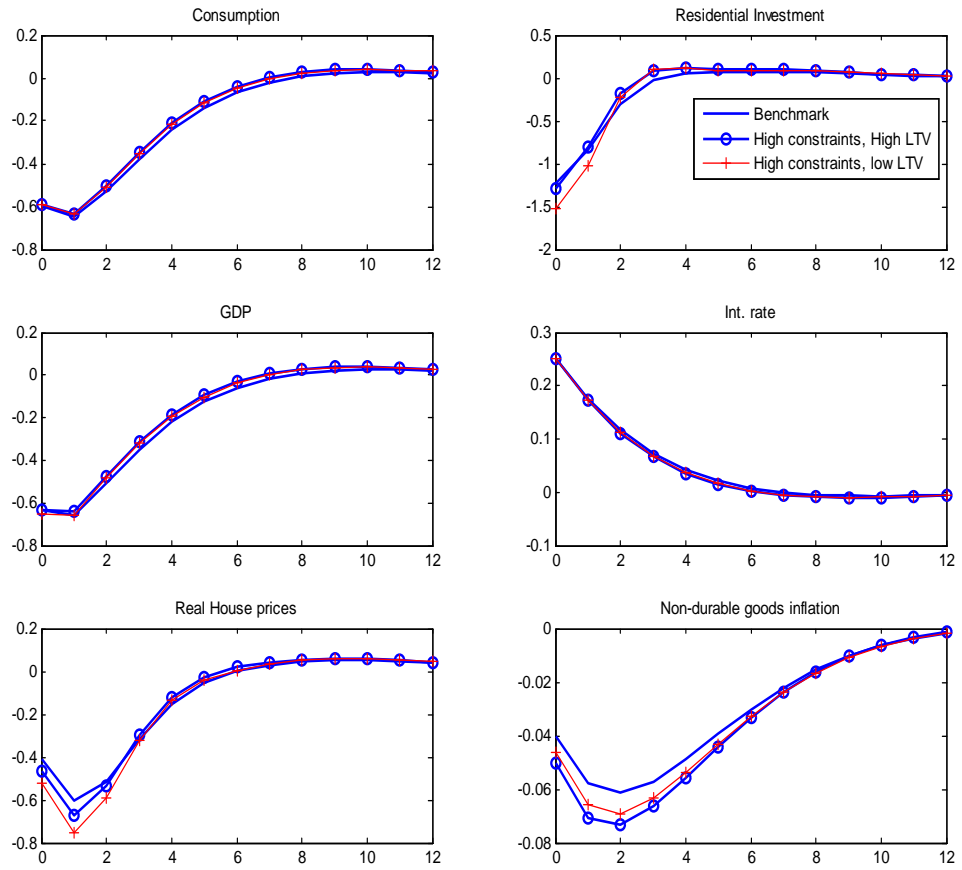 Consumption
0.2
0
-0.2
-0.4
-0.6
-0.8
0 2 4 6 8 10 12
Residential Investment
0.5
0
-0.5
-1
-1.5
-2
0 2 4 6 8 10 12
Benchmark
High constraints, High LTV
High constraints, low LTV
GDP
0.2
0
-0.2
-0.4
-0.6
-0.8
0 2 4 6 8 10 12
Int. rate
0.3
0.2
0.1
0
-0.1
0 2 4 6 8 10 12
Real House prices
0.2
0
-0.2
-0.4
-0.6
-0.8
0 2 4 6 8 10 12
Non-durable goods inflation
0
-0.02
-0.04
-0.06
-0.08
0 2 4 6 8 10 12